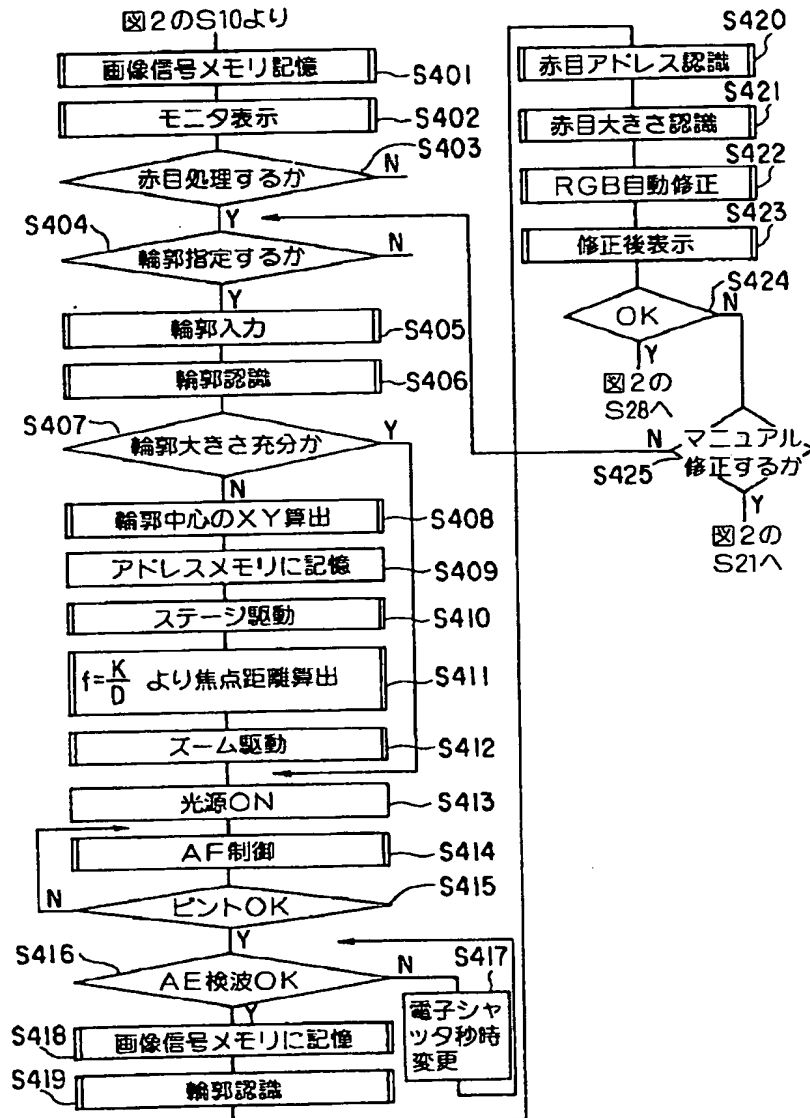 図2のS10より
画像信号メモリ記憶
S401
モニタ表示
S402
赤目処理するか
S403
N
Y
S404
輪郭指定するか
N
Y
輪郭入力
S405
輪郭認識
S406
S407
輪郭大きさ充分か
Y
N
輪郭中心のXY算出
S408
アドレスメモリに記憶
S409
ステージ駆動
S410
f=K/D より焦点距離算出
S411
ズーム駆動
S412
光源ON
S413
AF制御
S414
ピントOK
S415
N
Y
S416
AE検波OK
N
S417
電子シャ
ッタ秒時
変更
Y
S418
画像信号メモリに記憶
S419
輪郭認識
S420
赤目アドレス認識
S421
赤目大きさ認識
S422
RGB自動修正
S423
修正後表示
S424
OK
N
Y
図2の
S28へ
マニュアル
修正するか
S425
N
Y
図2の
S21へ